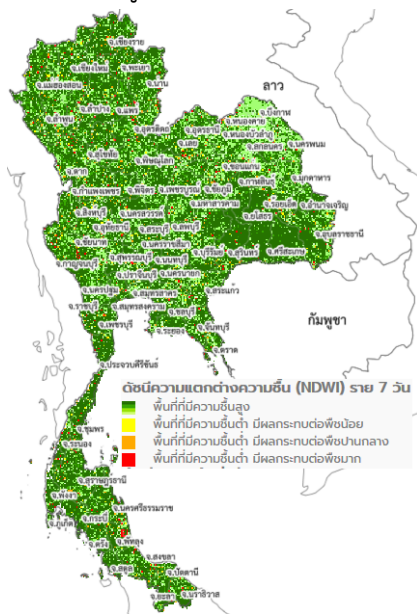 จ.เชียงราย
จ.เชียงใหม่
จ.พะเยา
จ.แม่ฮ่องสอน
จ.น่าน
ลาว
จ.ลำปาง
จ.แพร่
จ.ลำพูน
จ.บึงกาฬ
จ.หนองคาย
จ.อุตรดิตถ์
จ.อุดรธานี
จ.หนองบัวลำภู
จ.เลย
จ.สกลนคร
จ.นครพนม
จ.สุโขทัย
จ.พิษณุโลก
จ.ขอนแก่น
จ.ตาก
จ.กาฬสินธุ์
จ.มุกดาหาร
จ.กำแพงเพชร
จ.พิจิตร
จ.เพชรบูรณ์
จ.ชัยภูมิ
จ.มหาสารคาม
จ.ร้อยเอ็ด
จ.อำนาจเจริญ
จ.สิงห์บุรี
จ.นครสวรรค์
จ.ยโสธร
จ.อุทัยธานี
จ.สระบุรี
จ.ลพบุรี
จ.อุบลราชธานี
จ.ชัยนาท
จ.นครราชสีมา
จ.บุรีรัมย์
จ.สุรินทร์
จ.ศรีสะเกษ
จ.กาญจนบุรี
จ.สุพรรณบุรี
จ.นนทบุรี
จ.ปราจีนบุรี
จ.นครนายก
จ.นครปฐม
จ.สมุทรสาคร
จ.สระแก้ว
จ.ราชบุรี
จ.สมุทรสงคราม
จ.ชลบุรี
จ.เพชรบุรี
จ.ระยอง
จ.จันทบุรี
กัมพูชา
จ.ตราด
จ.ประจวบคีรีขันธ์
ดัชนีความแตกต่างความชื้น (NDWI) ราย 7 วัน
พื้นที่ที่มีความชื้นสูง
พื้นที่ที่มีความชื้นต่ำ มีผลกระทบต่อพืชน้อย
พื้นที่ที่มีความชื้นต่ำ มีผลกระทบต่อพืชปานกลาง
พื้นที่ที่มีความชื้นต่ำ มีผลกระทบต่อพืชมาก
จ.ชุมพร
จ.ระนอง
จ.สุราษฎรธานี
จ.พังงา
จ.นครศรีธรรมราช
จ.กระบี่
จ.ภูเก็ต
จ.ตรัง
จ.พัทลุง
จ.สงขลา
จ.สตูล
จ.ปัตตานี
จ.ยะลา
จ.นราธิวาส